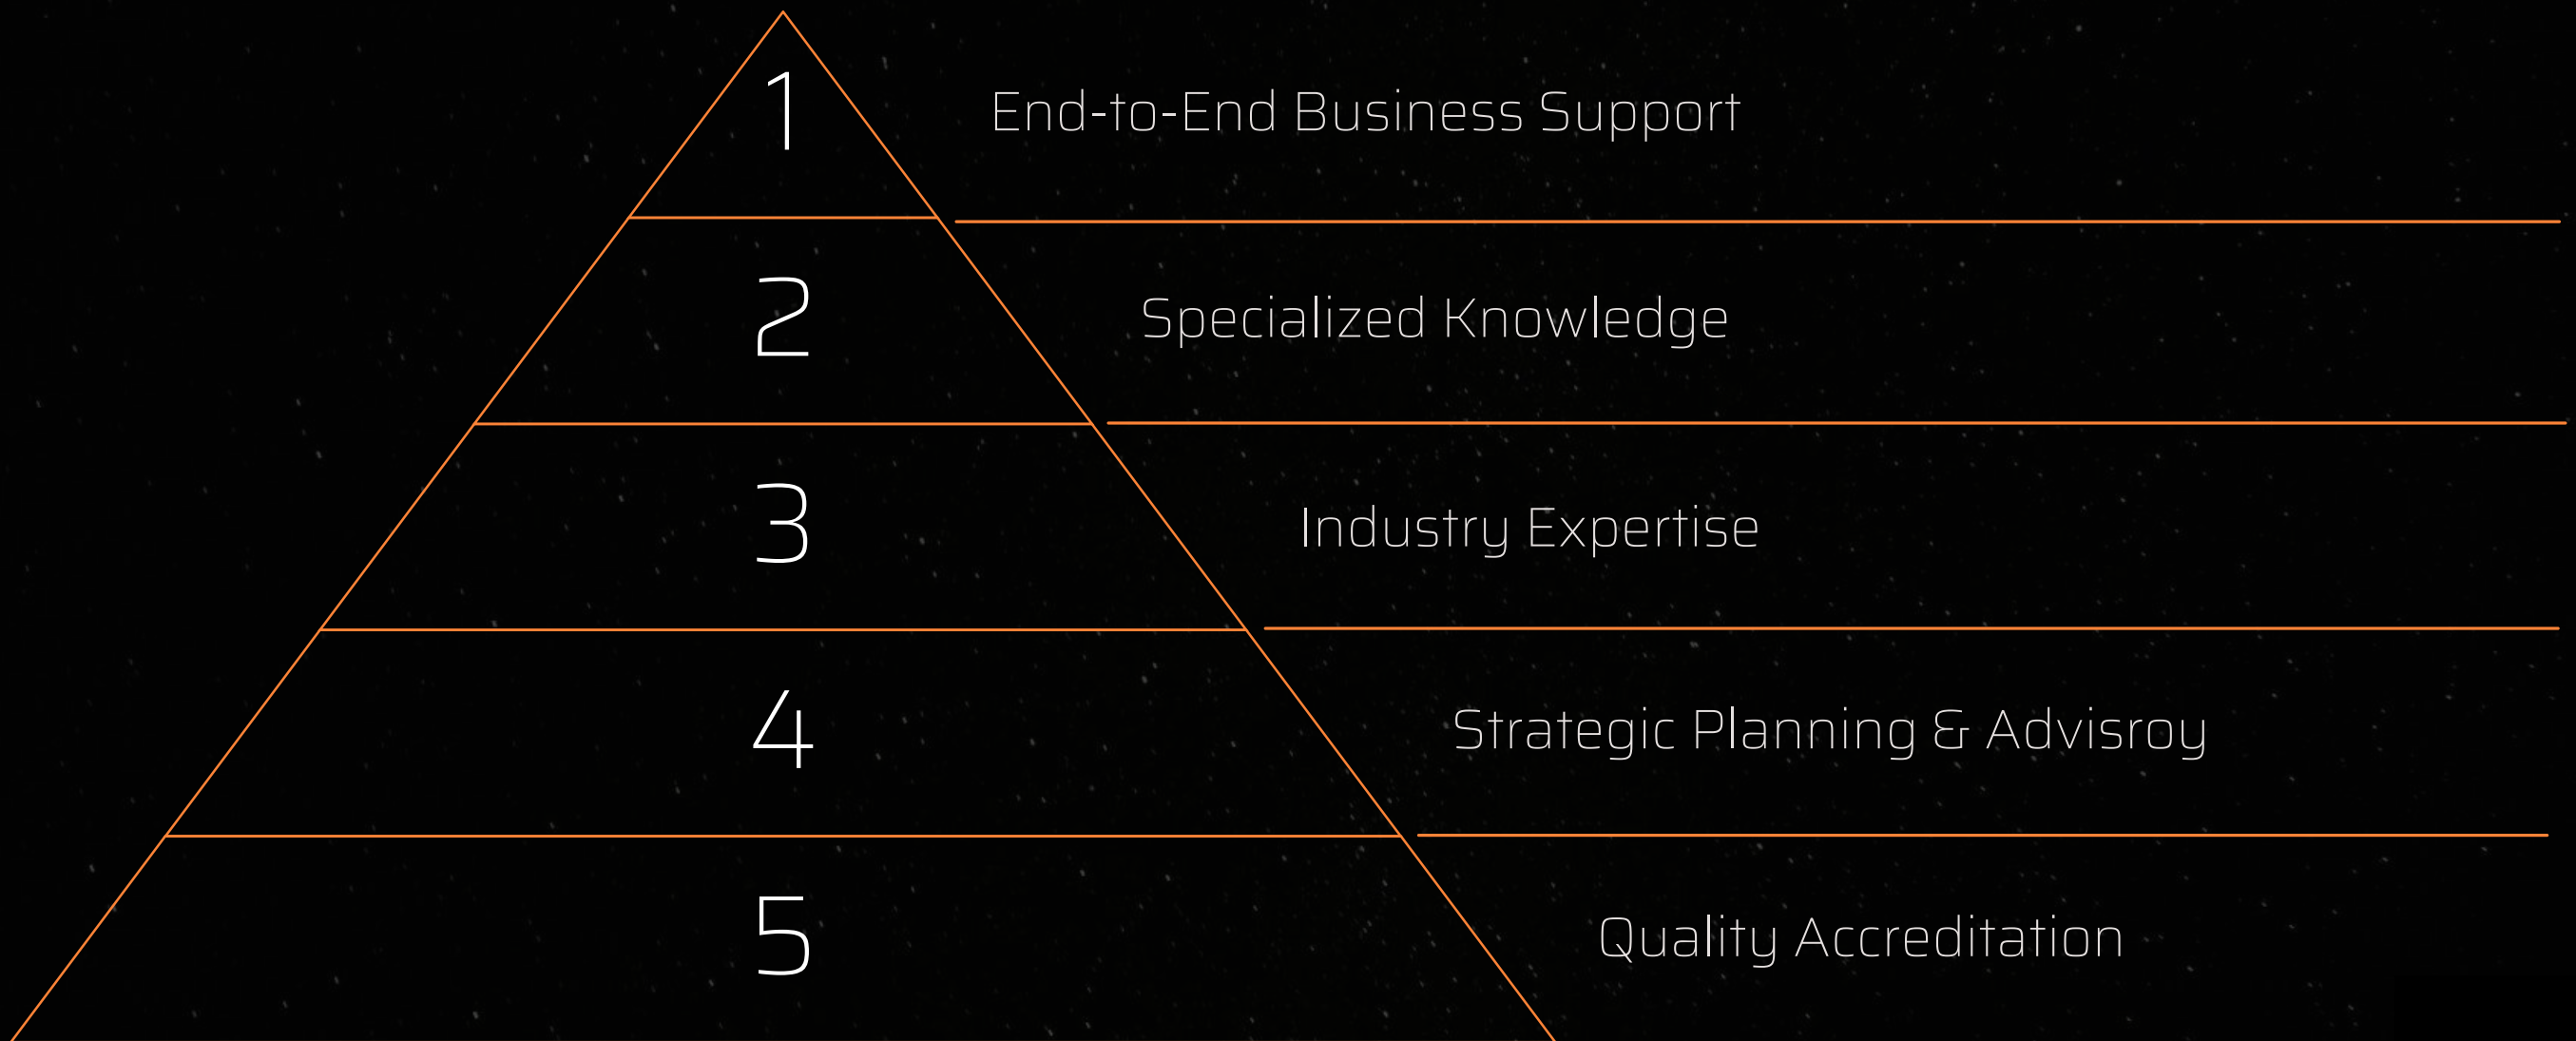 1
End-to-End Business Support
2
Specialized Knowledge
3
Industry Expertise
4
Strategic Planning & Advisroy
5
Quality Accreditation